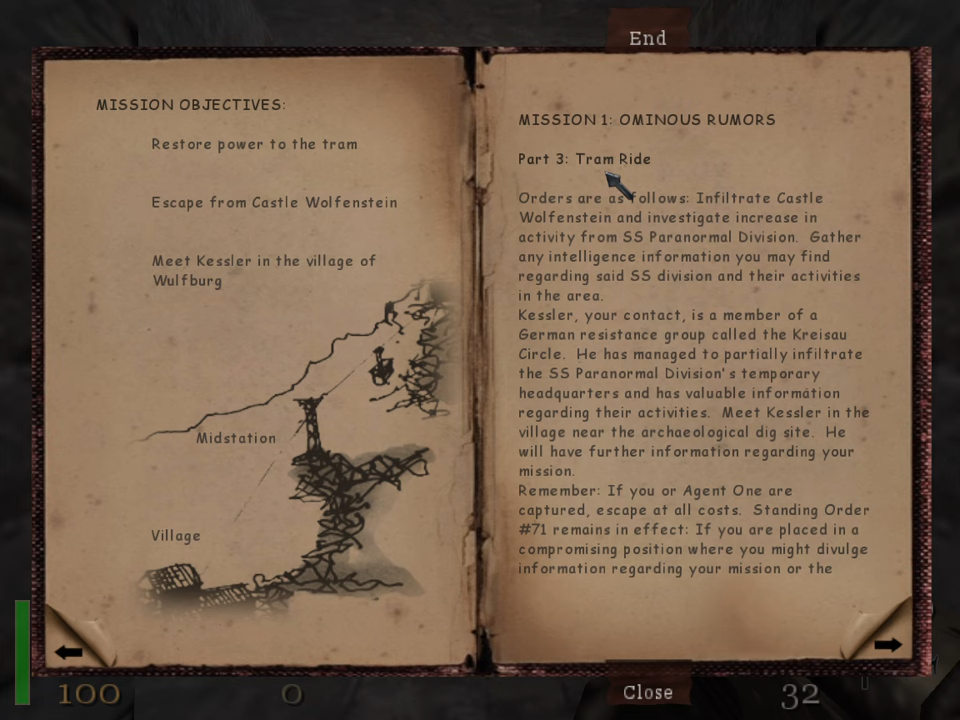 End
MISSION OBJECTIVES:
Restore power to the tram
Escape from Castle Wolfenstein
Meet Kessler in the village of
Wulfburg
Midstation
Village
MISSION 1: OMINOUS RUMORS
Part 3: Tram Ride
Orders are as follows: Infiltrate Castle
Wolfenstein and investigate increase in
activity from SS Paranormal Division. Gather
any intelligence information you may find
regarding said SS division and their activities
in the area.
Kessler, your contact, is a member of a
German resistance group called the Kreisau
Circle. He has managed to partially infiltrate
the SS Paranormal Division's temporary
headquarters and has valuable information
regarding their activities. Meet Kessler in the
village near the archaeological dig site. He
will have further information regarding your
mission.
Remember: If you or Agent One are
captured, escape at all costs. Standing Order
#71 remains in effect: If you are placed in a
compromising position where you might divulge
information regarding your mission or the
100
0
Close
32